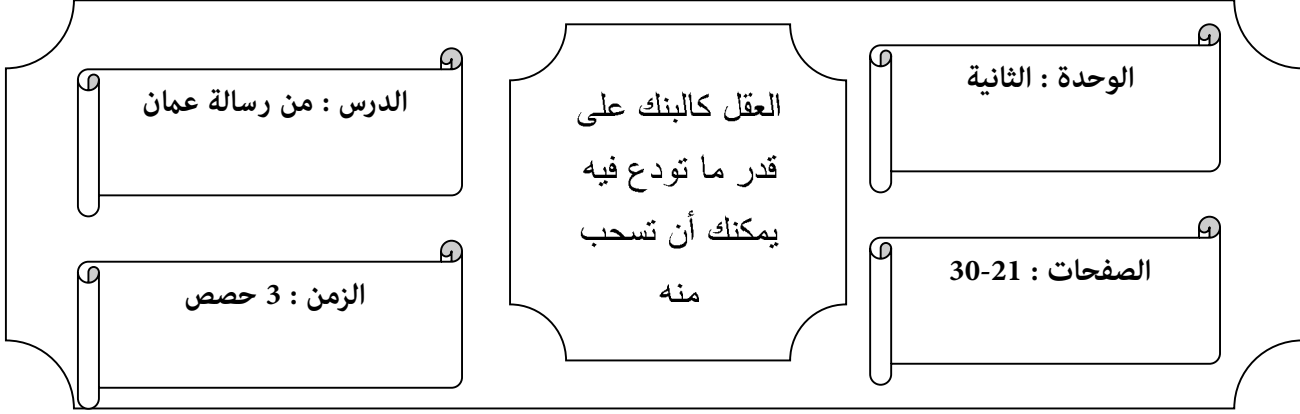 الوحدة : الثانية
الدرس : من رسالة عمان
العقل كالبنك على
قدر ما تودع فيه
يمكنك أن تسحب
منه
الصفحات : 21-30
الزمن : 3 حصص